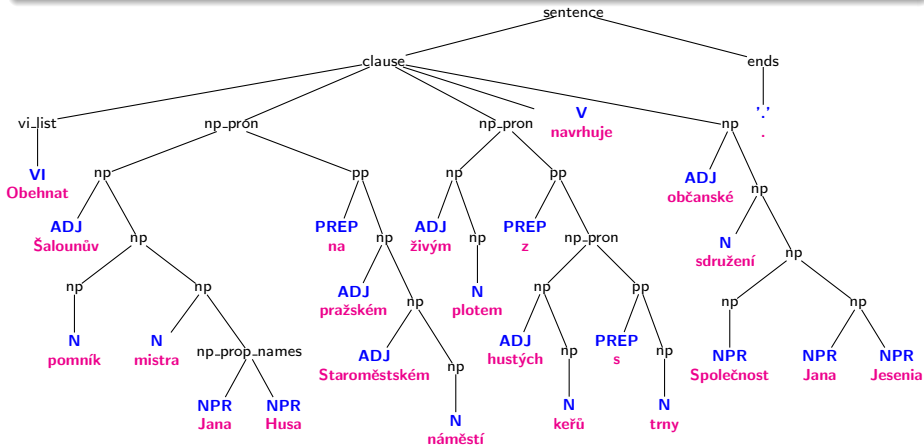 sentence
clause ends
vi_list np_pron np_pron V np '.'
navrhuje .
VI np pp np pp ADJ np
Obehnat občanské
ADJ np PREP np ADJ np PREP np_pron N np
Šalounův na živým z sdružení
np np ADJ np N np pp np np
pražském plotem
N N np_prop_names ADJ np ADJ np PREP np NPR NPR NPR
pomník mistra Staroměstském hustých s Společnost Jana Jesenia
NPR NPR N N N
Jana Husa náměstí keřů trny